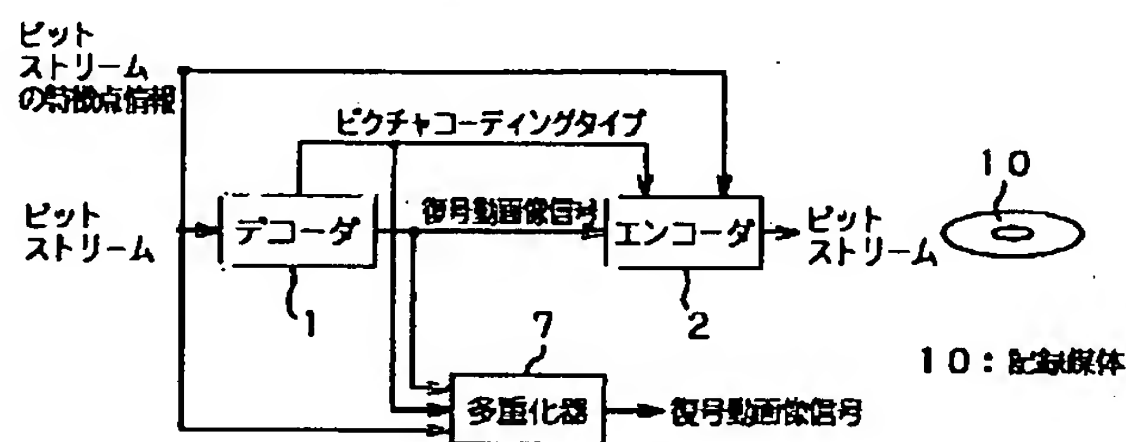 ビット
ストリーム
の特徴点情報
ピクチャコーディングタイプ
10
ビット
ストリーム
デコーダ
復号動画像信号
エンコーダ
ビット
ストリーム
1
2
7
10：記録媒体
多重化器
復号動画像信号